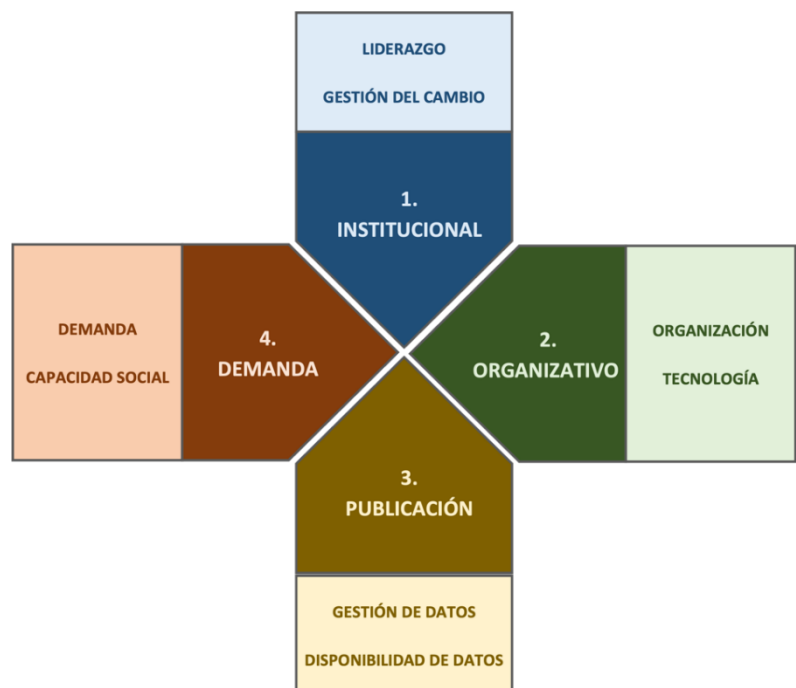 LIDERAZGO
GESTIÓN DEL CAMBIO
1.
INSTITUCIONAL
2.
ORGANIZATIVO
ORGANIZACIÓN
TECNOLOGÍA
3.
PUBLICACIÓN
GESTIÓN DE DATOS
DISPONIBILIDAD DE DATOS
4.
DEMANDA
DEMANDA
CAPACIDAD SOCIAL